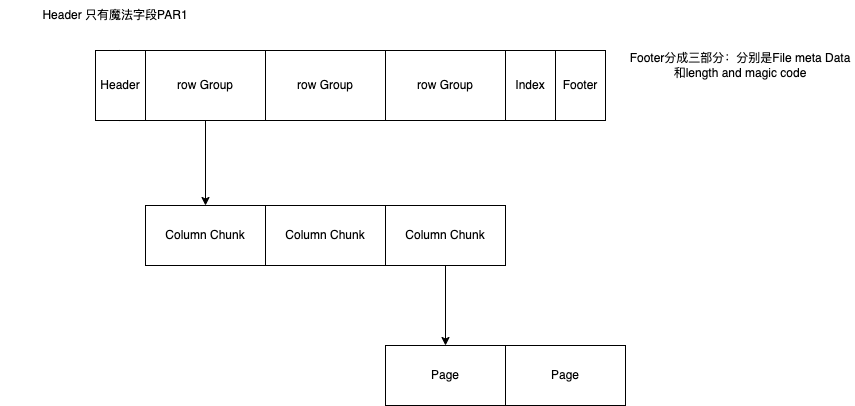 Header 只有魔法字段PAR1
Footer分成三部分：分别是File meta Data
和length and magic code
Header
row Group
row Group
row Group
Index
Footer
Column Chunk
Column Chunk
Column Chunk
Page
Page